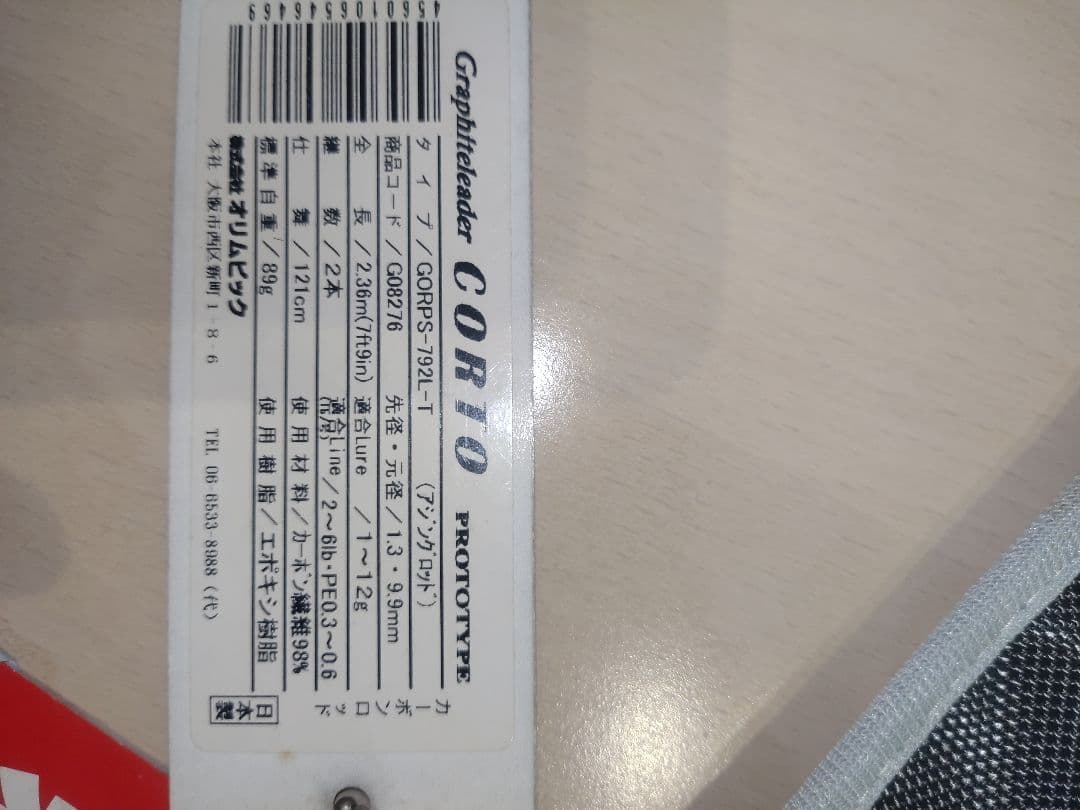 Graphiteleader CORTO PROTOTYPE
タイプ/GORPS-792L-T (アジングロッド)
商品コード/G08276 先径・元径/1.3・9.9mm
全長/2.36m(7ft9in) 適合Lure/1～12g
継数/2本 適合Line/2～6lb・PE0.3～0.6
仕舞/121cm 使用材料/カーボン繊維98%
標準自重/89g 使用樹脂/エポキシ樹脂
株式会社オリムピック
本社 大阪市西区新町1-8-6 TEL 06-6533-8988(代)
カーボンロッド
日本製